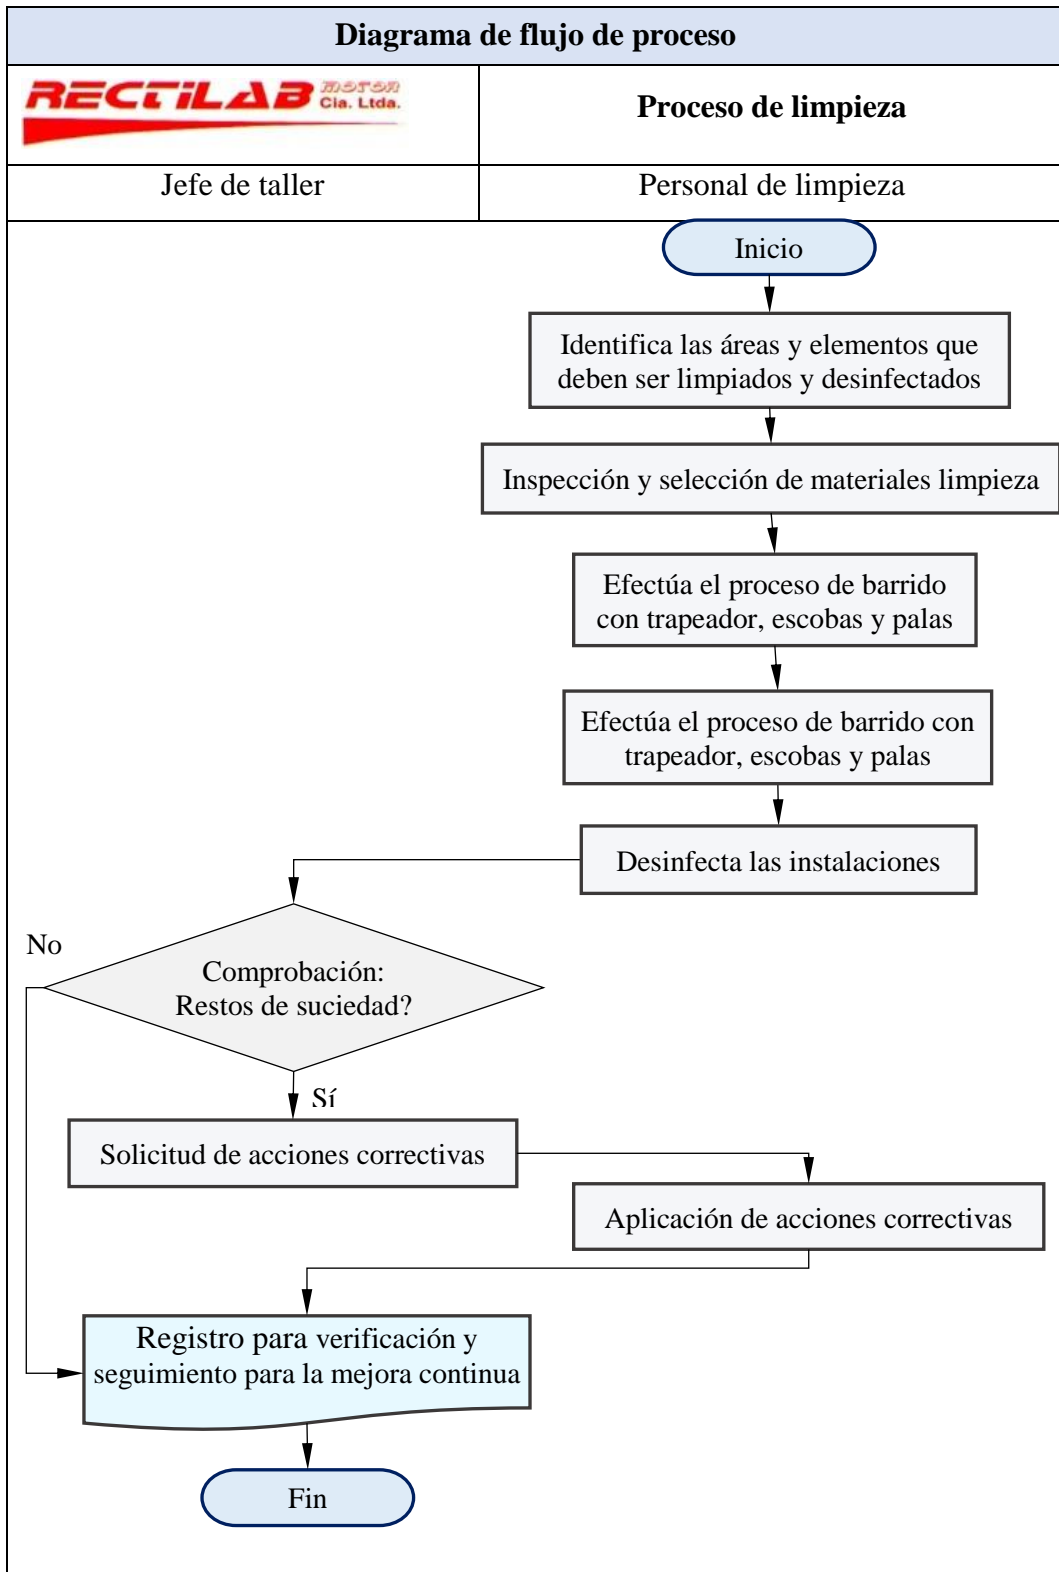 Diagrama de flujo de proceso
RECTILAB MOTOR
Cia. Ltda.
Proceso de limpieza
Jefe de taller
Personal de limpieza
Inicio
Identifica las áreas y elementos que
deben ser limpiados y desinfectados
Inspección y selección de materiales limpieza
Efectúa el proceso de barrido
con trapeador, escobas y palas
Efectúa el proceso de barrido con
trapeador, escobas y palas
Desinfecta las instalaciones
No
Comprobación:
Restos de suciedad?
Sí
Solicitud de acciones correctivas
Aplicación de acciones correctivas
Registro para verificación y
seguimiento para la mejora continua
Fin